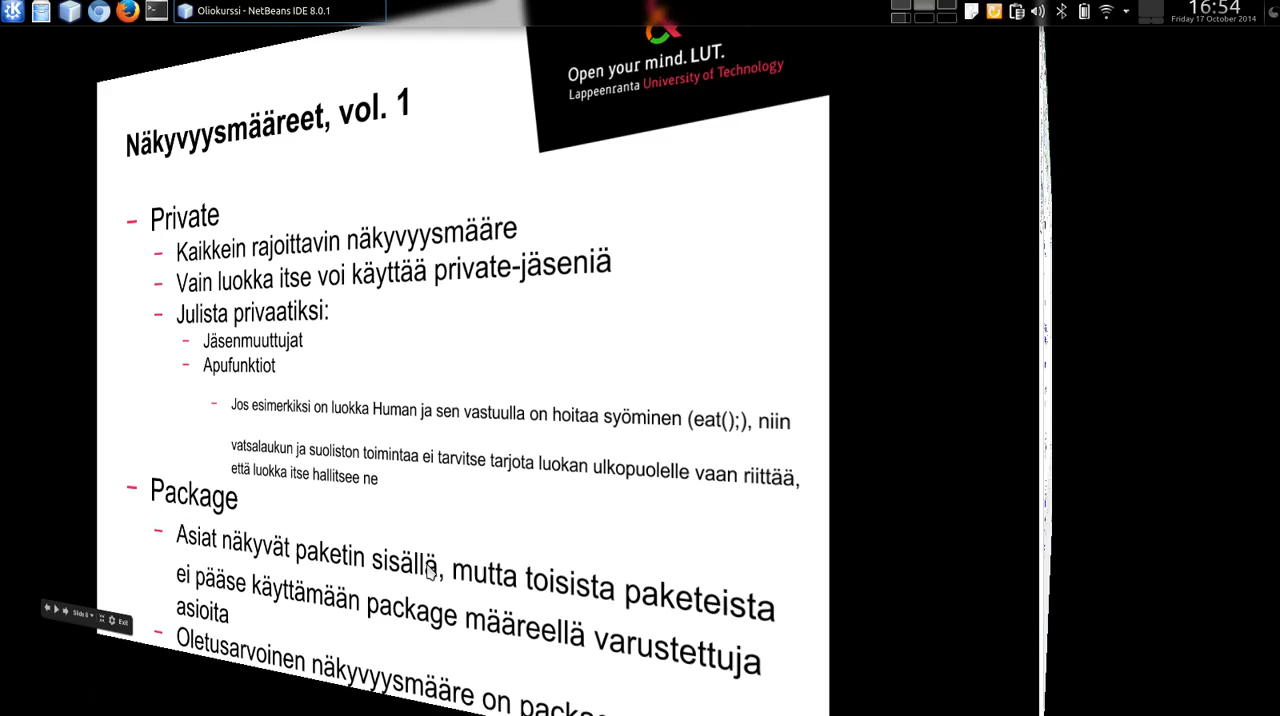 Oliokurssi - NetBeans IDE 8.0.1
16:54
Friday 17 October 2014
Open your mind. LUT.
Lappeenranta University of Technology
Näkyvyysmääreet, vol. 1
– Private
– Kaikkein rajoittavin näkyvyysmääre
– Vain luokka itse voi käyttää private-jäseniä
– Julista privaatiksi:
– Jäsenmuuttujat
– Apufunktiot
– Jos esimerkiksi on luokka Human ja sen vastuulla on hoitaa syöminen (eat();), niin
vatsalaukun ja suoliston toimintaa ei tarvitse tarjota luokan ulkopuolelle vaan riittää,
että luokka itse hallitsee ne
– Package
– Asiat näkyvät paketin sisällä, mutta toisista paketeista
ei pääse käyttämään package määreellä varustettuja
asioita
– Oletusarvoinen näkyvyysmääre on
Slide 8
Exit